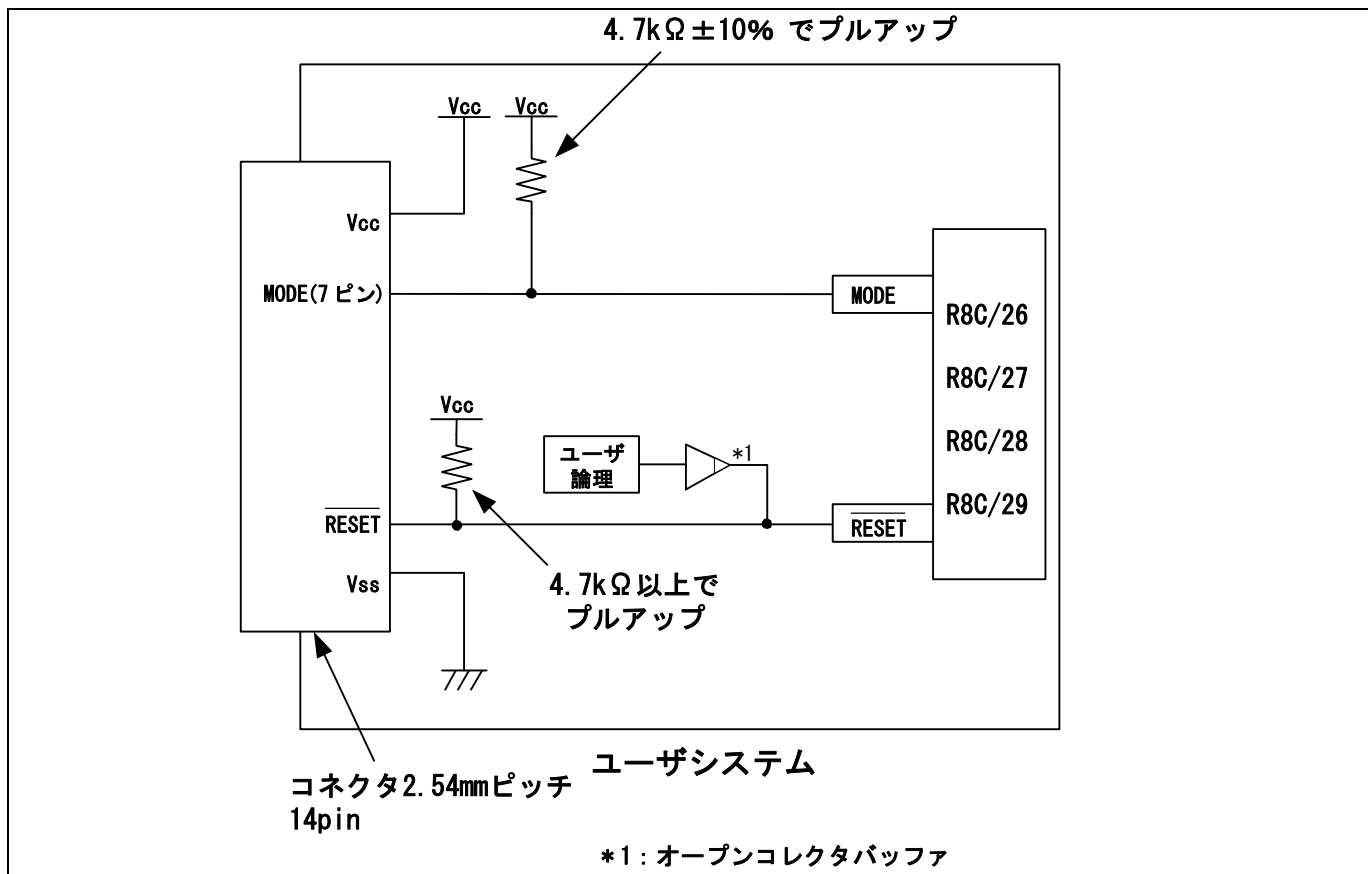 4.7kΩ±10% でプルアップ
Vcc
Vcc
Vcc
MODE(7 ピン)
MODE
R8C/26
R8C/27
R8C/28
R8C/29
Vcc
ユーザ
論理
*1
RESET
RESET
Vss
4.7kΩ以上で
プルアップ
ユーザシステム
コネクタ2.54mmピッチ
14pin
*1：オープンコレクタバッファ